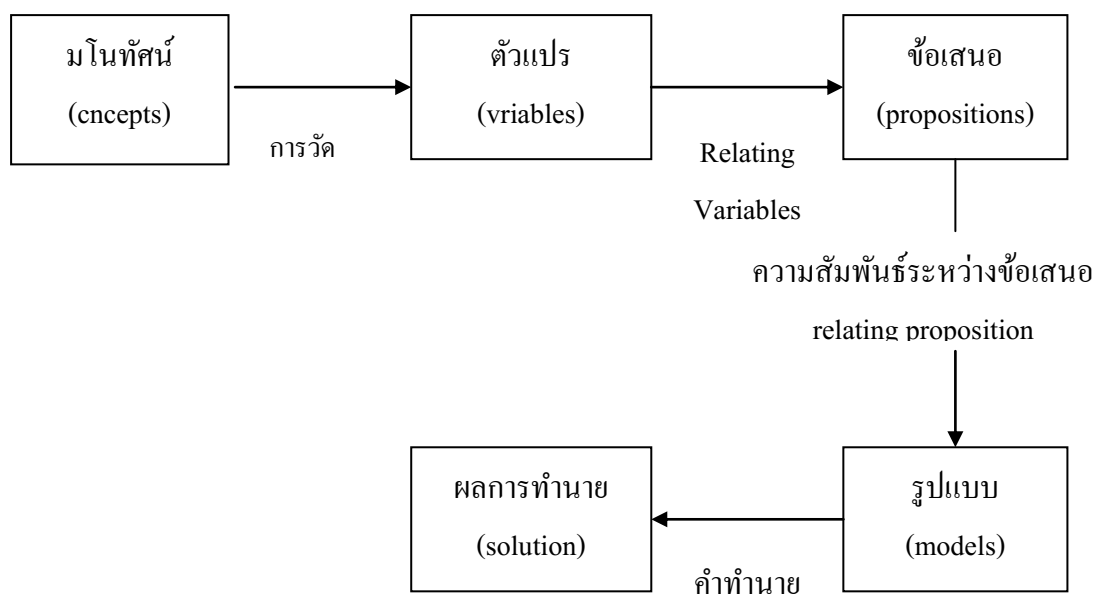 มโนทัศน์
(cncepts)
การวัด
ตัวแปร
(vriables)
Relating
Variables
ข้อเสนอ
(propositions)
ความสัมพันธ์ระหว่างข้อเสนอ
relating proposition
รูปแบบ
(models)
คำทำนาย
ผลการทำนาย
(solution)